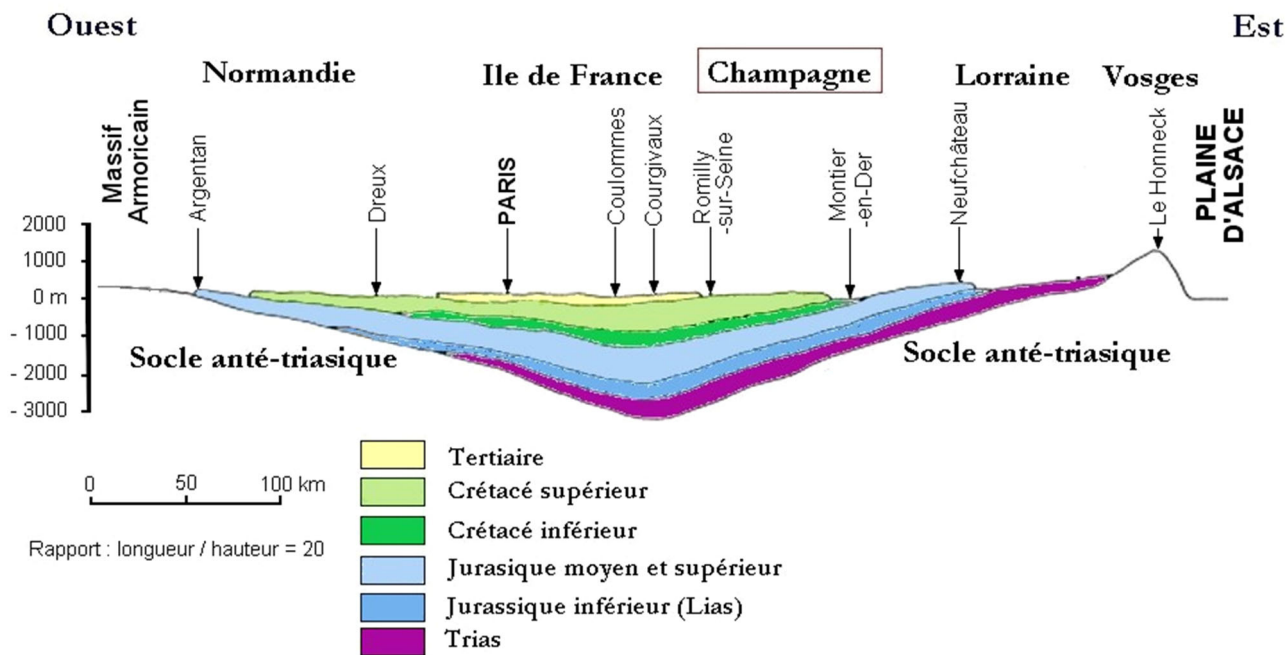 Ouest
Est
Normandie
Ile de France
Champagne
Lorraine
Vosges
Massif
Armoricain
Argentan
Dreux
PARIS
Coulommes
Courgivaux
Romilly
-sur-Seine
Montier
-en-Der
Neufchâteau
Le Honneck
PLAINE
D'ALSACE
2000
1000
0 m
- 1000
- 2000
- 3000
Socle anté-triasique
Socle anté-triasique
0
50
100 km
Rapport : longueur / hauteur = 20
Tertiaire
Crétacé supérieur
Crétacé inférieur
Jurasique moyen et supérieur
Jurassique inférieur (Lias)
Trias